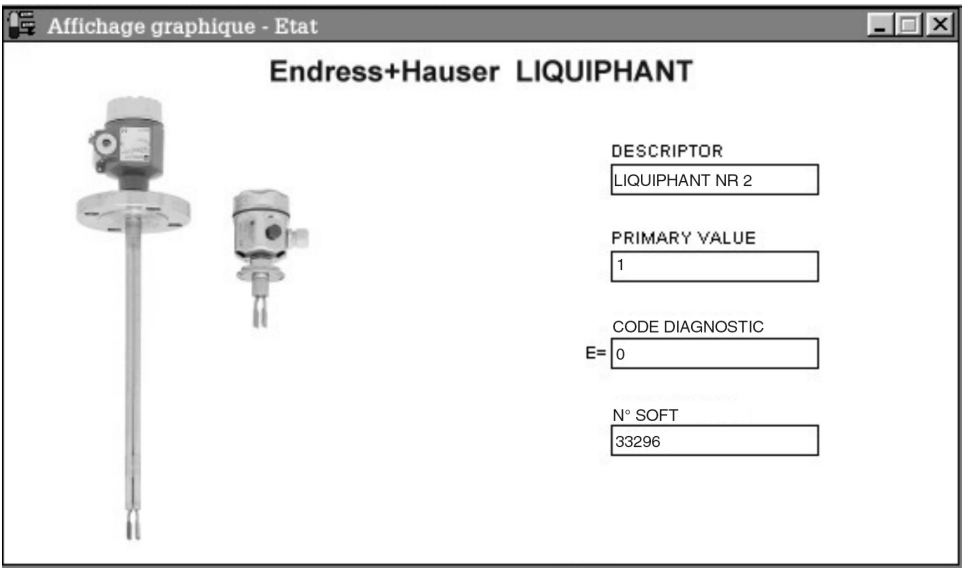 Affichage graphique - Etat
Endress+Hauser LIQUIPHANT
DESCRIPTOR
LIQUIPHANT NR 2
PRIMARY VALUE
1
CODE DIAGNOSTIC
E= 0
N° SOFT
33296